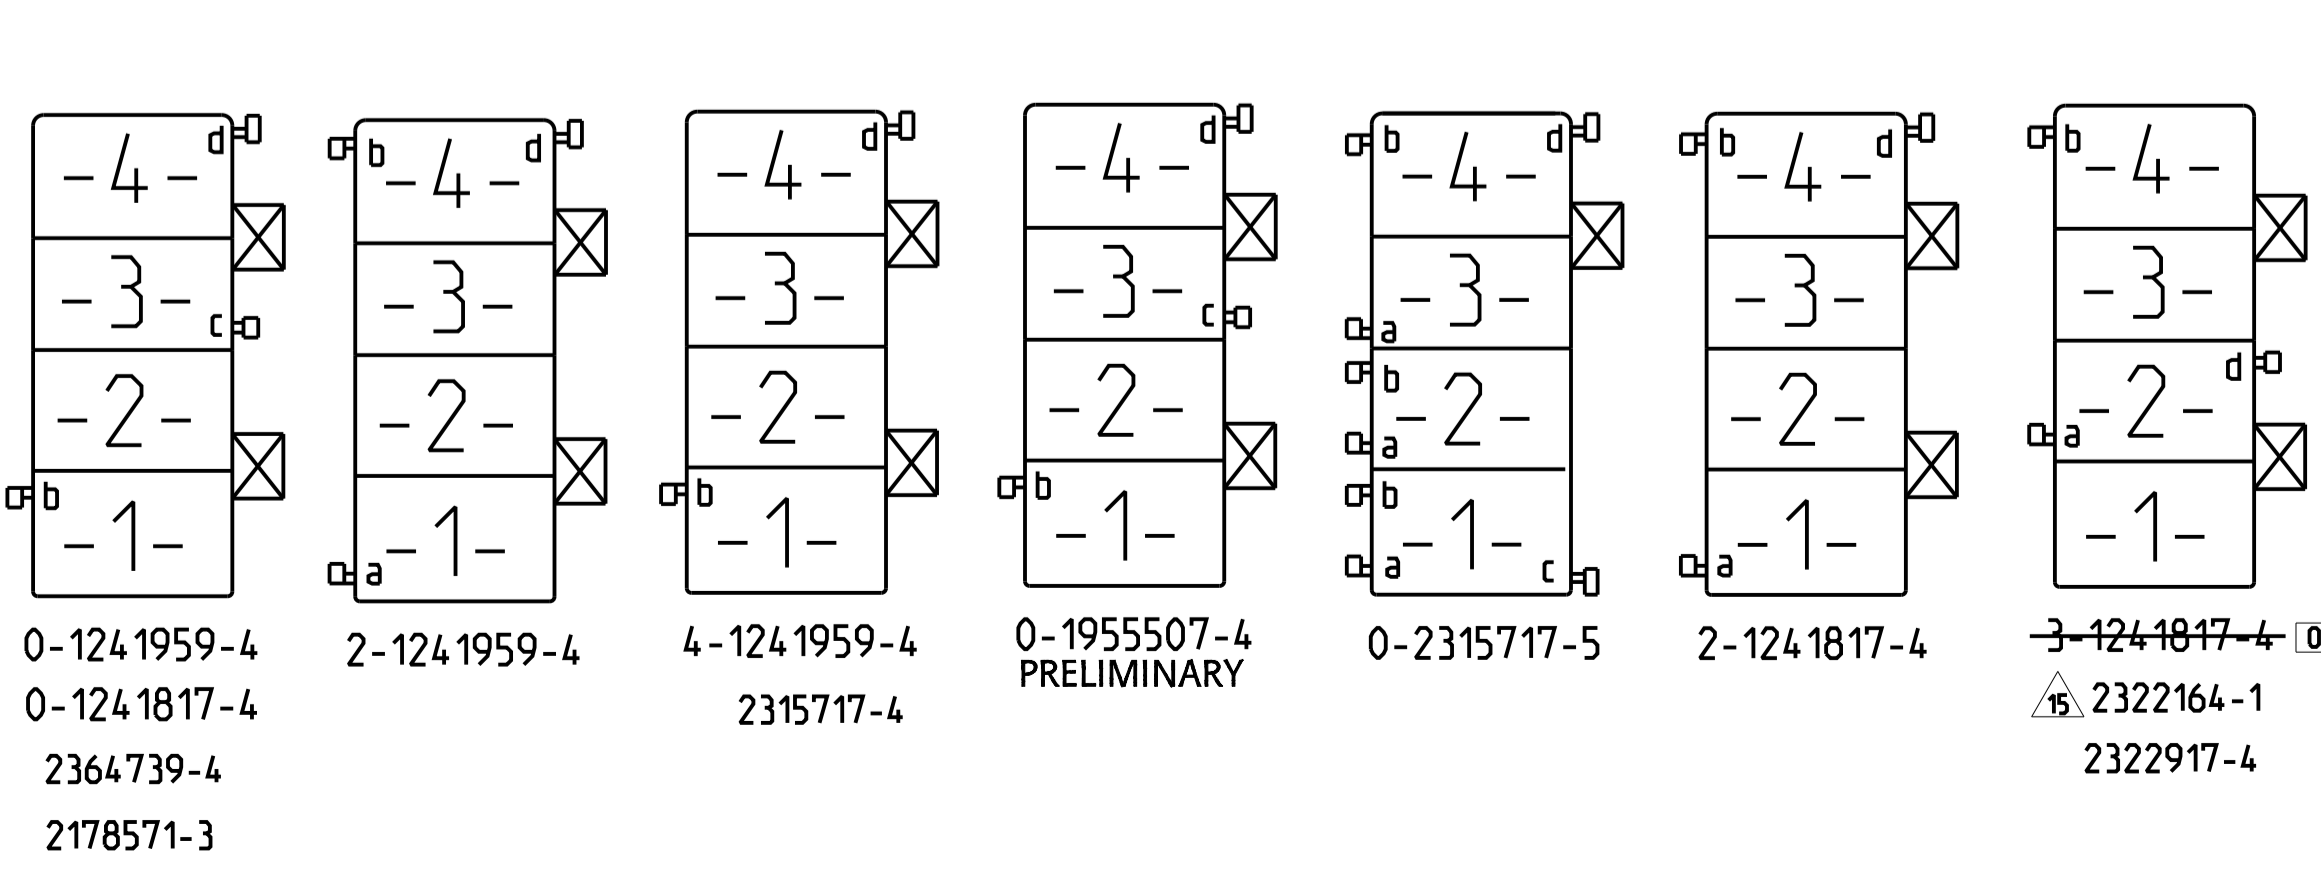 -4- d
-3-
c
-2-
b
-1-
0-1241959-4
0-1241817-4
2364739-4
2178571-3
b -4- d
-3-
-2-
-1-
a
2-1241959-4
-4- d
-3-
-2-
b
-1-
4-1241959-4
2315717-4
-4- d
-3-
c
-2-
b
-1-
0-1955507-4
PRELIMINARY
b -4- d
-3-
a
b
-2-
a
b
-1-
a c
0-2315717-5
b -4- d
-3-
-2-
-1-
a
2-1241817-4
b -4-
-3-
d
-2-
a
-1-
3-1241817-4 0
15 2322164-1
2322917-4